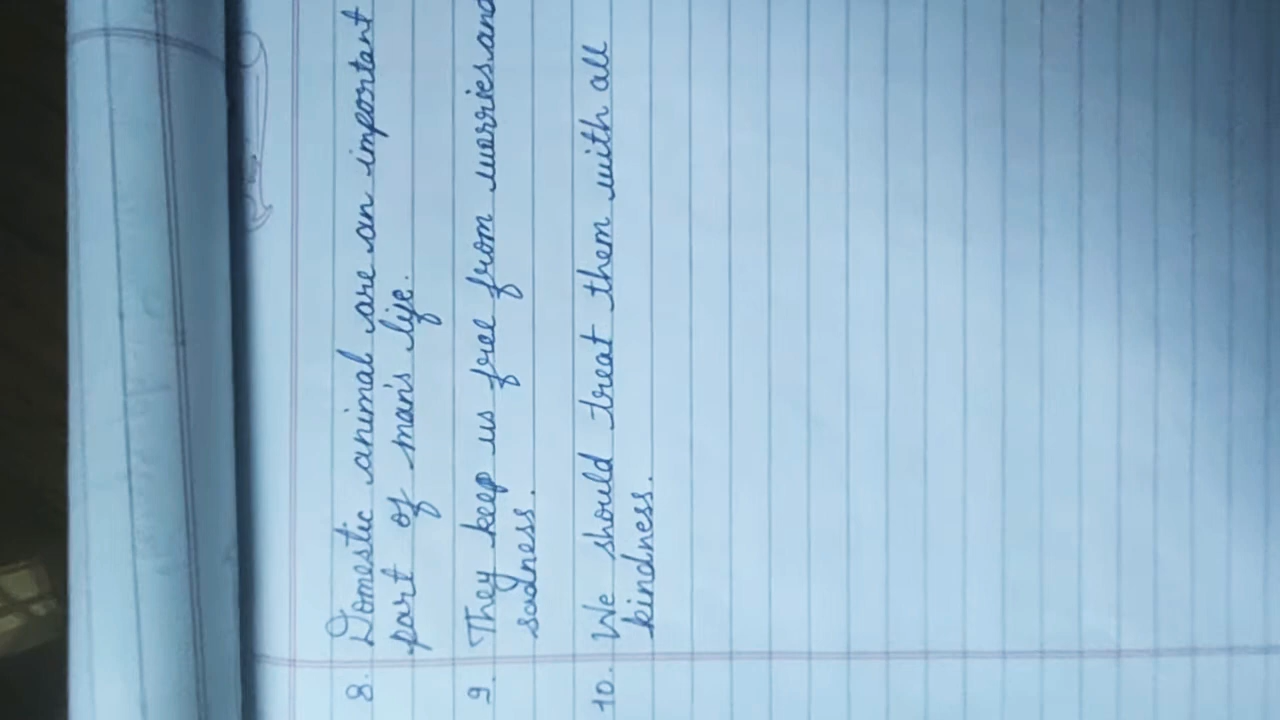 8. Domestic animal are an important
part of man's life.
9. They keep us free from worries and
sadness.
10. We should treat them with all
kindness.